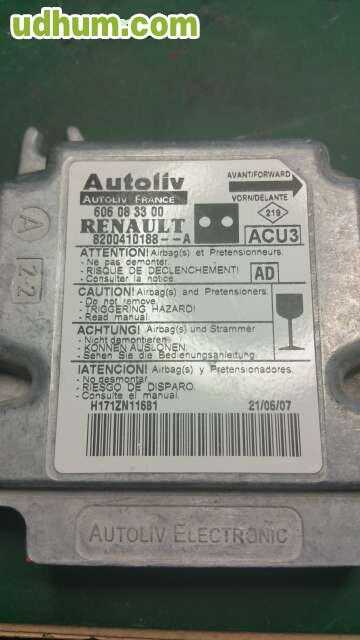 udhum.com
Autoliv
AUTOLIV FRANCE
606 08 33 00
RENAULT
8200410188--A
AVANT/FORWARD
VORN/DELANTE
219
ACU3
ATTENTION! Airbag(s) et Pretensionneurs.
- Ne pas demonter.
- RISQUE DE DECLENCHEMENT!
- Consulter la notice.
AD
CAUTION! Airbag(s) and Pretensioners.
- Do not remove.
- TRIGGERING HAZARD!
- Read manual.
ACHTUNG! Airbag(s) und Strammer
- Nicht demontieren.
- KONNEN AUSLONEN.
- Sehen Sie die Bedienungsanleitung.
!ATENCION! Airbag(s) y Pretensionadores.
- No desmontar.
- RIESGO DE DISPARO.
- Consulte el manual.
H171ZN11681
21/06/07
A
22
AUTOLIV ELECTRONIC